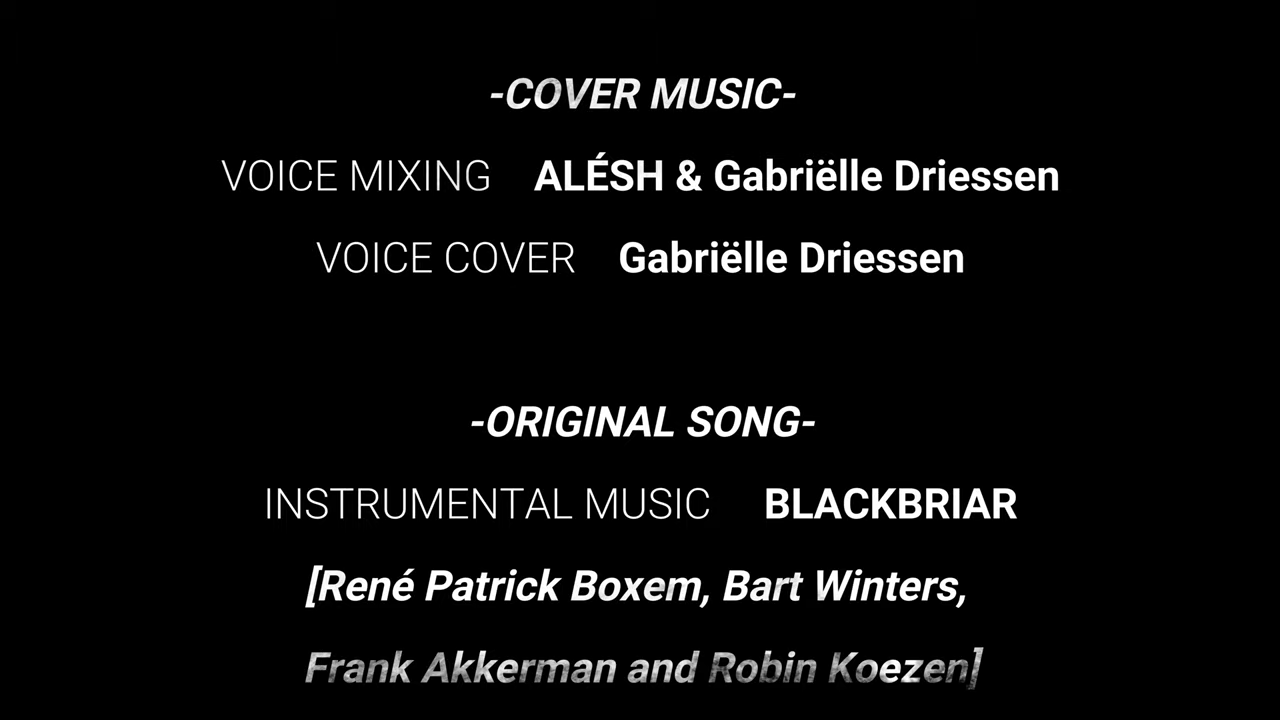 -COVER MUSIC-
VOICE MIXING ALÉSH & Gabriëlle Driessen
VOICE COVER Gabriëlle Driessen
-ORIGINAL SONG-
INSTRUMENTAL MUSIC BLACKBRIAR
[René Patrick Boxem, Bart Winters,
Frank Akkerman and Robin Koezen]